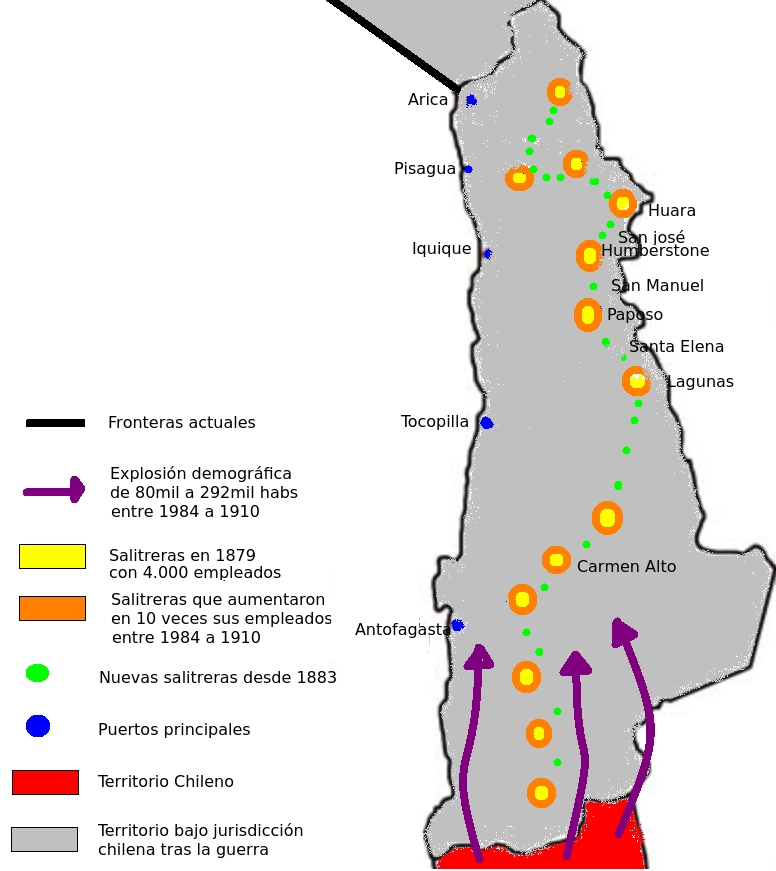 Arica
Pisagua
Huara
San josé
Iquique
Humberstone
San Manuel
Paposo
Santa Elena
Lagunas
Tocopilla
Fronteras actuales
Explosión demográfica
de 80mil a 292mil habs
entre 1984 a 1910
Salitreras en 1879
con 4.000 empleados
Carmen Alto
Salitreras que aumentaron
en 10 veces sus empleados
entre 1984 a 1910
Antofagasta
Nuevas salitreras desde 1883
Puertos principales
Territorio Chileno
Territorio bajo jurisdicción
chilena tras la guerra